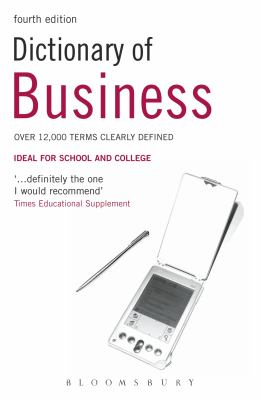 fourth edition
Dictionary of
Business
OVER 12,000 TERMS CLEARLY DEFINED
IDEAL FOR SCHOOL AND COLLEGE
'...definitely the one
I would recommend'
Times Educational Supplement
BLOOMSBURY